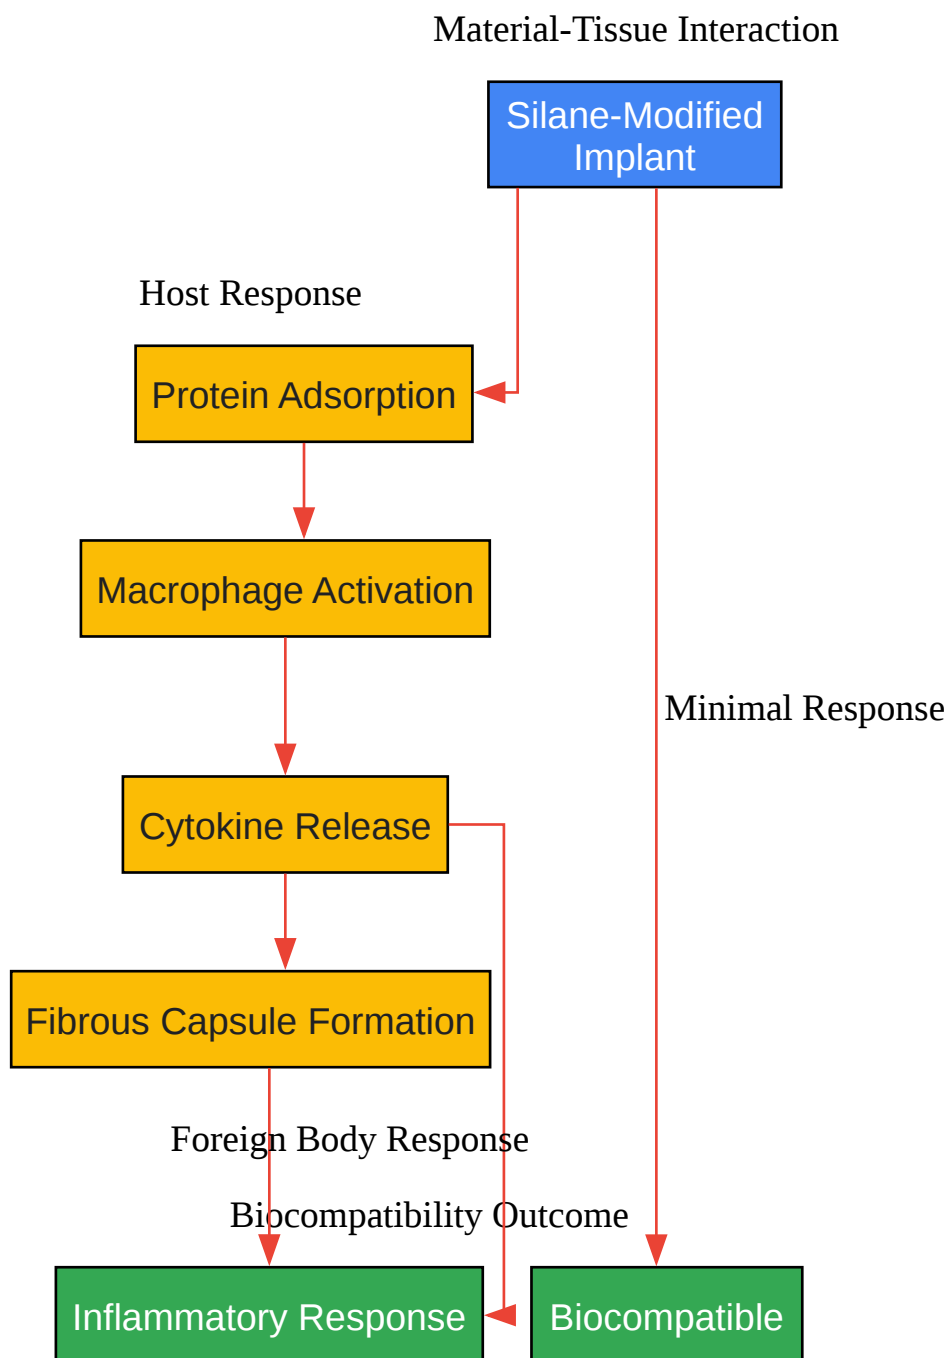 Material-Tissue Interaction
Silane-Modified
Implant
Host Response
Protein Adsorption
Macrophage Activation
Minimal Response
Cytokine Release
Fibrous Capsule Formation
Foreign Body Response
Biocompatibility Outcome
Inflammatory Response
Biocompatible